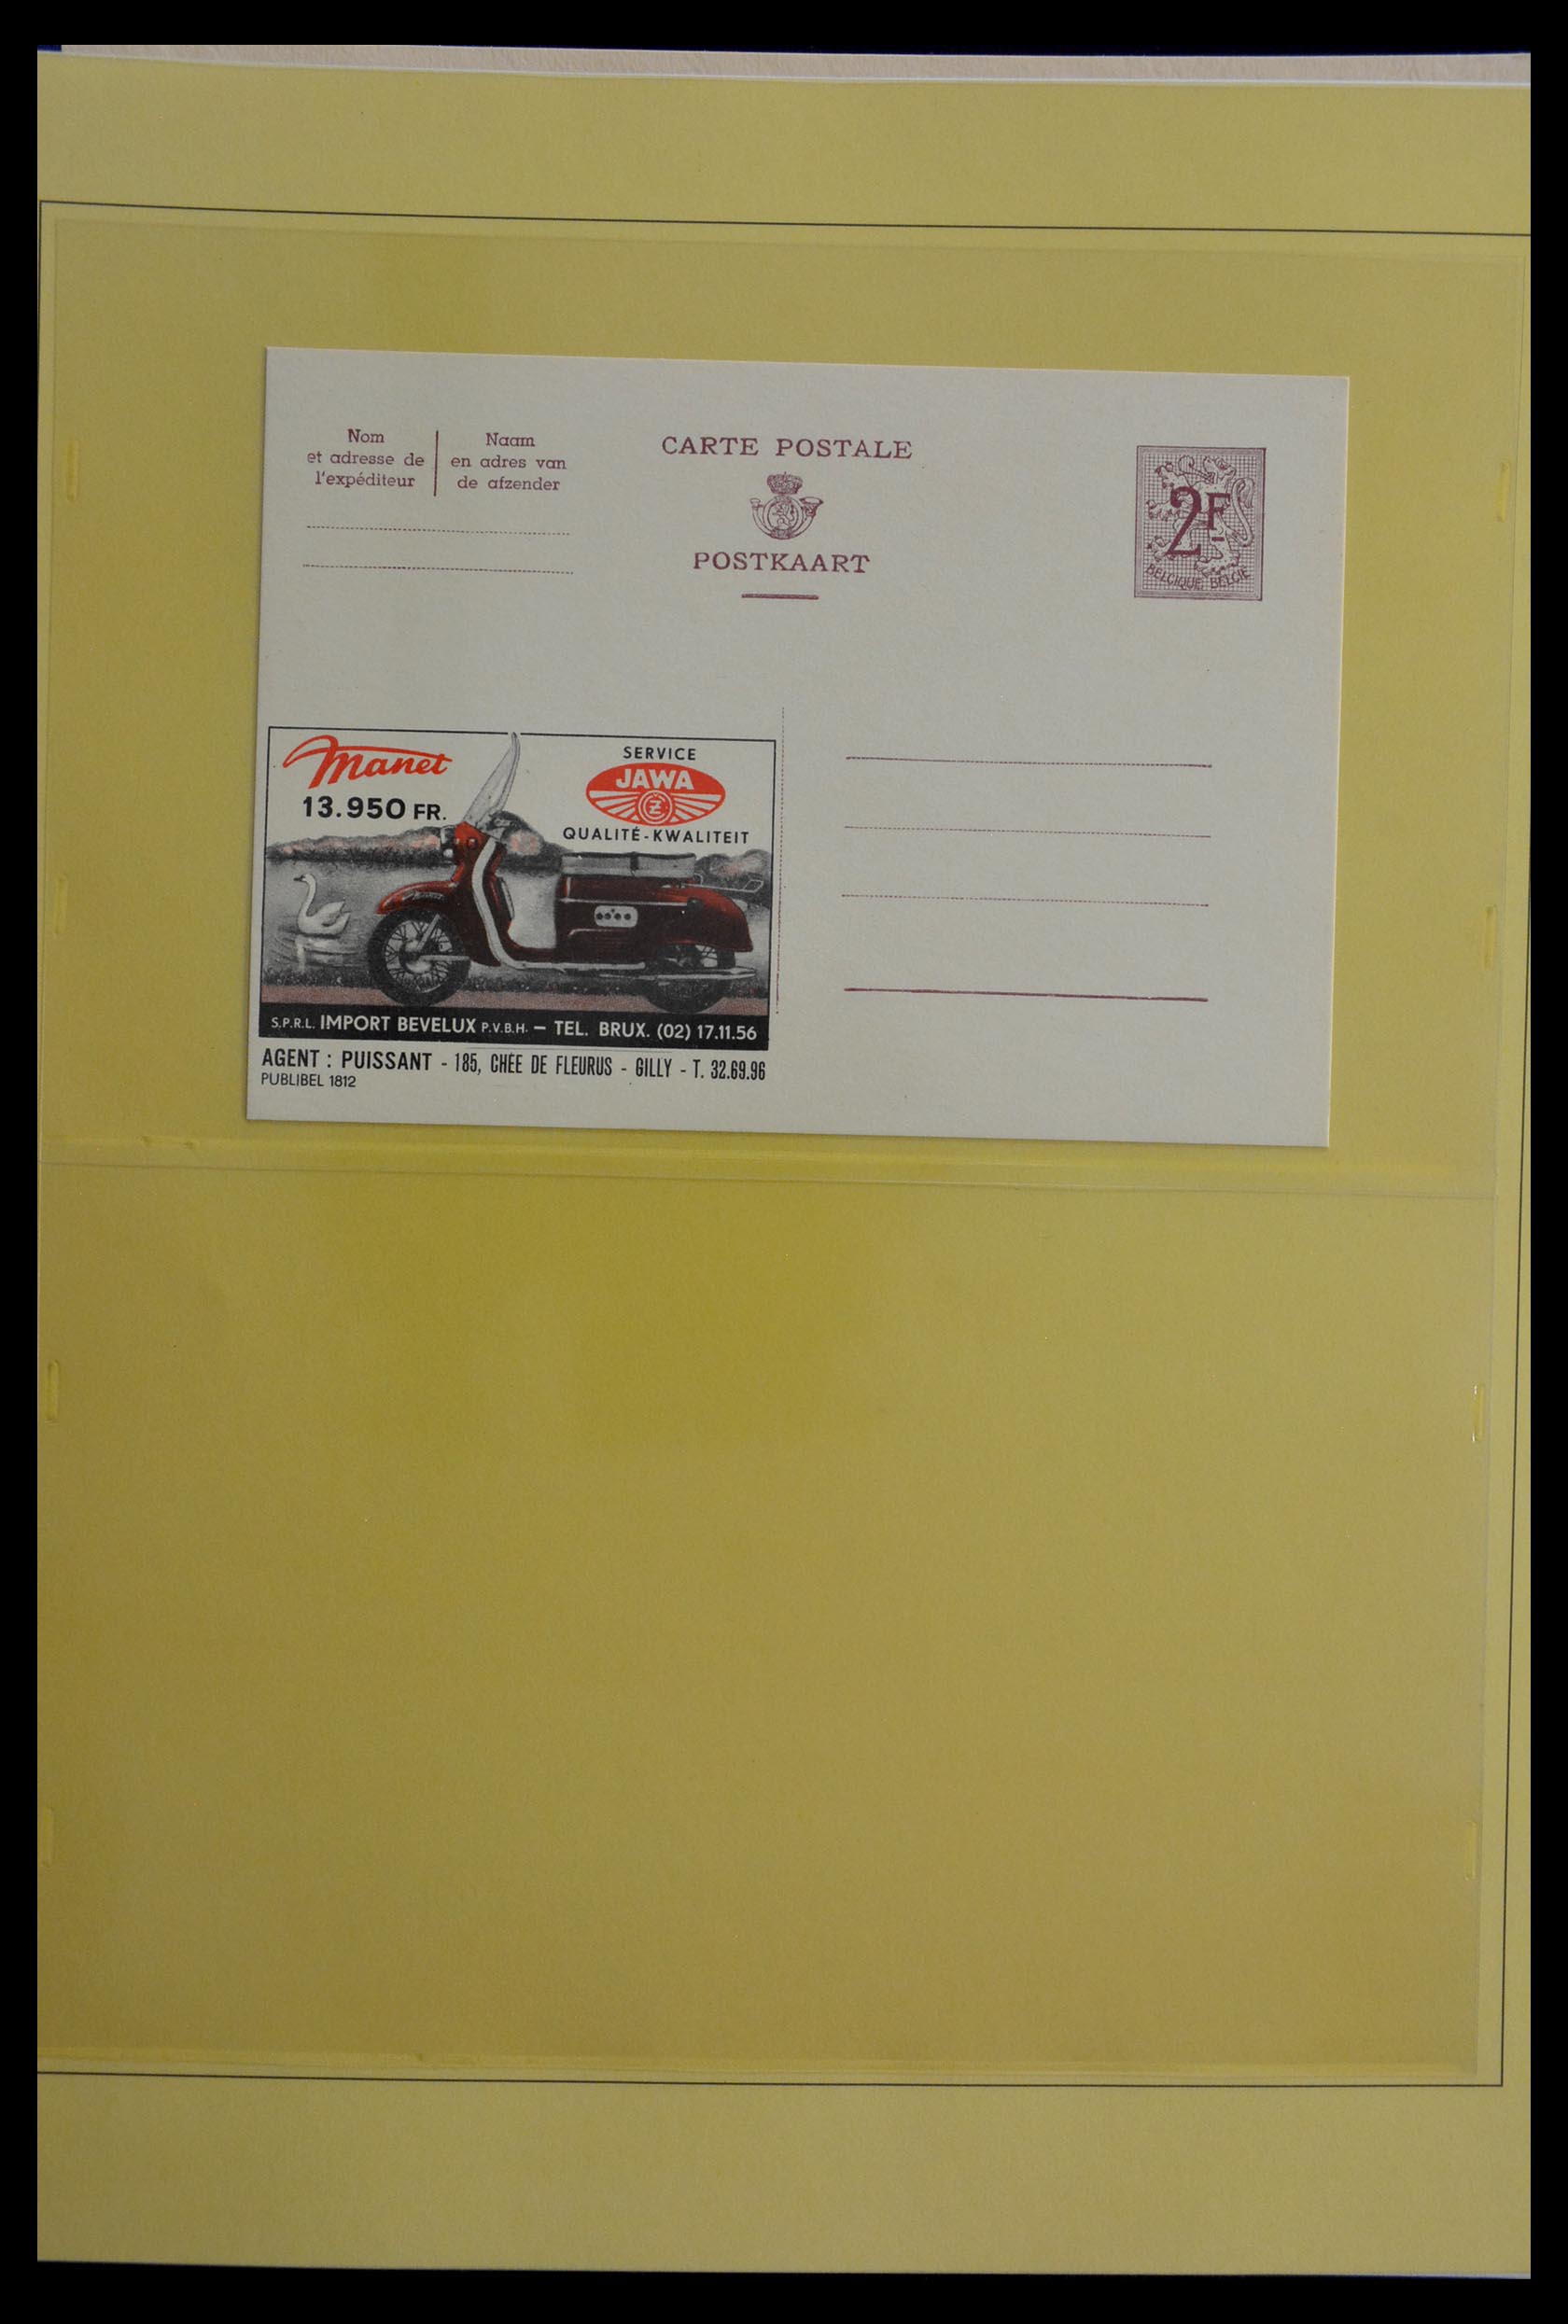 Nom
et adresse de
l'expéditeur
Naam
en adres van
de afzender
CARTE POSTALE
POSTKAART
2F
BELGIQUE BELGIE
Manet
13.950 FR.
SERVICE
JAWA
CZ
QUALITÉ-KWALITEIT
S.P.R.L. IMPORT BEVELUX P.V.B.H. – TEL. BRUX. (02) 17.11.56
AGENT : PUISSANT - 185, CHÉE DE FLEURUS - GILLY - T. 32.69.96
PUBLIBEL 1812